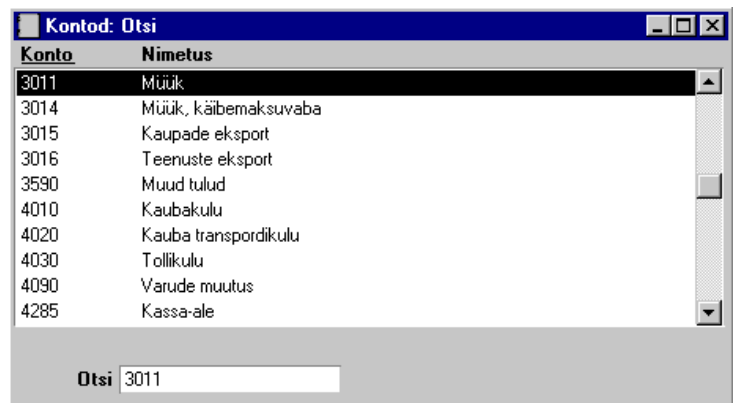 Kontod: Otsi
Konto Nimetus
3011 Müük
3014 Müük, käibemaksuvaba
3015 Kaupade eksport
3016 Teenuste eksport
3590 Muud tulud
4010 Kaubakulu
4020 Kauba transpordikulu
4030 Tollikulu
4090 Varude muutus
4285 Kassa-ale
Otsi 3011